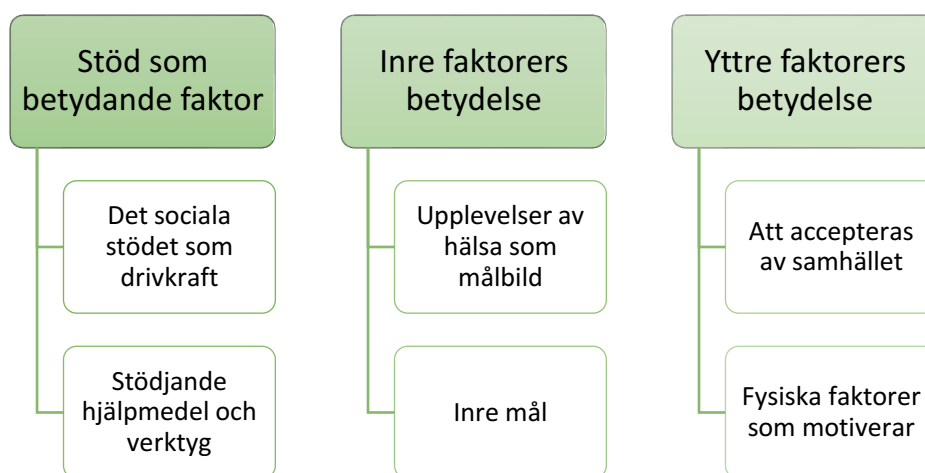 Stöd som
betydande faktor
Det sociala
stödet som
drivkraft
Stödjande
hjälpmedel och
verktyg
Inre faktorers
betydelse
Upplevelser av
hälsa som
målbild
Inre mål
Yttre faktorers
betydelse
Att accepteras
av samhället
Fysiska faktorer
som motiverar